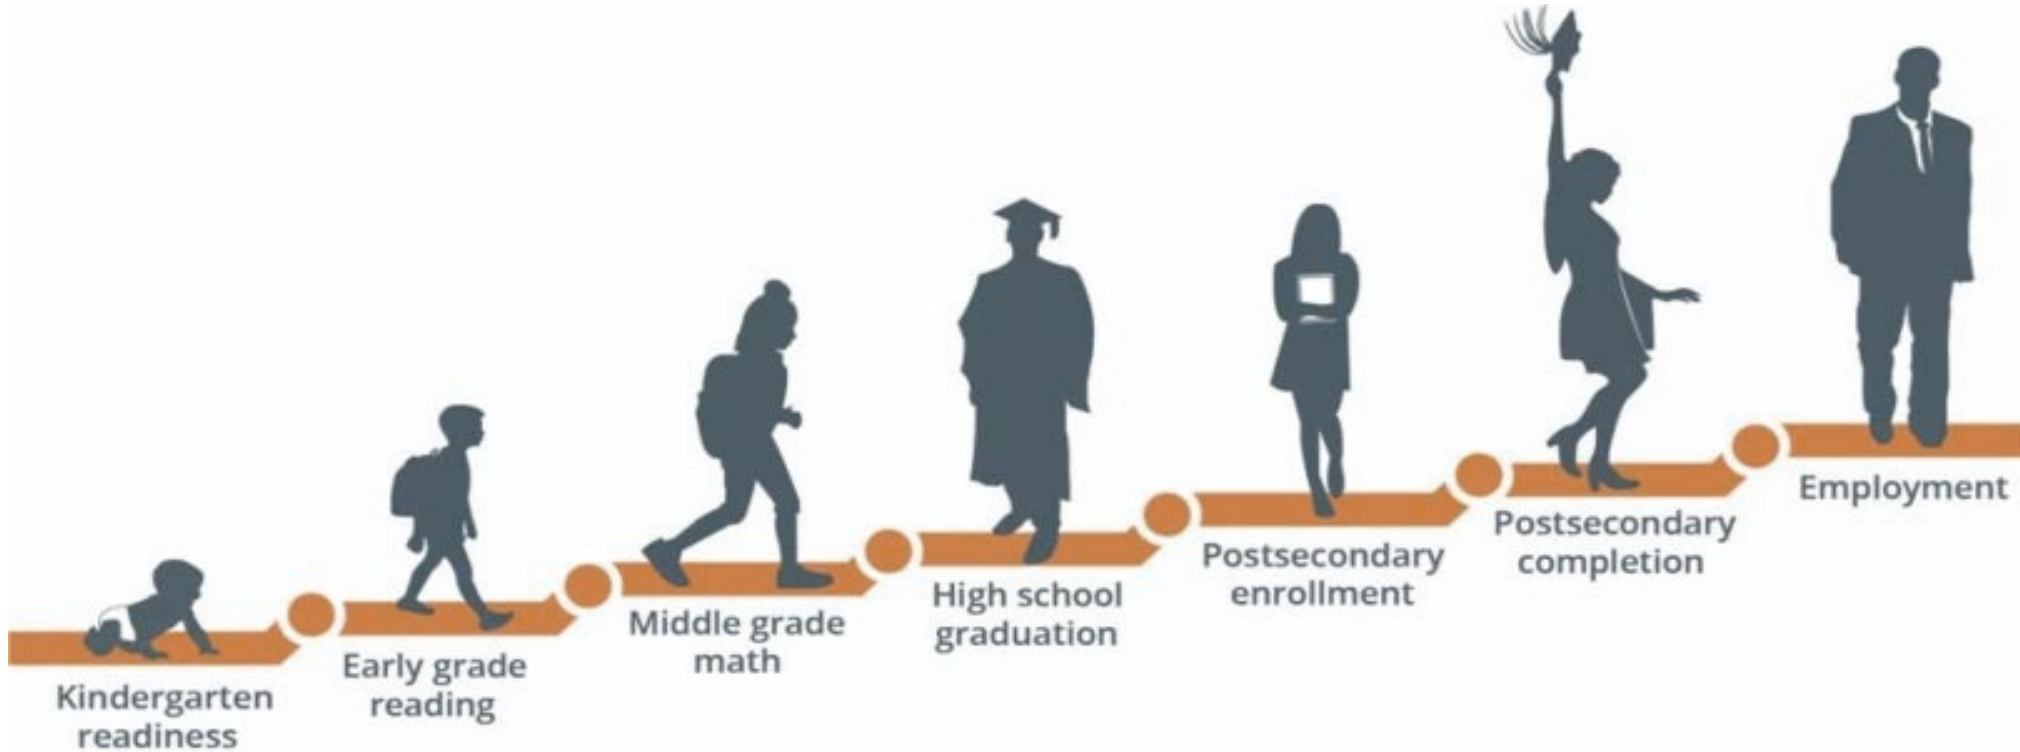 Kindergarten
readiness
Early grade
reading
Middle grade
math
High school
graduation
Postsecondary
enrollment
Postsecondary
completion
Employment